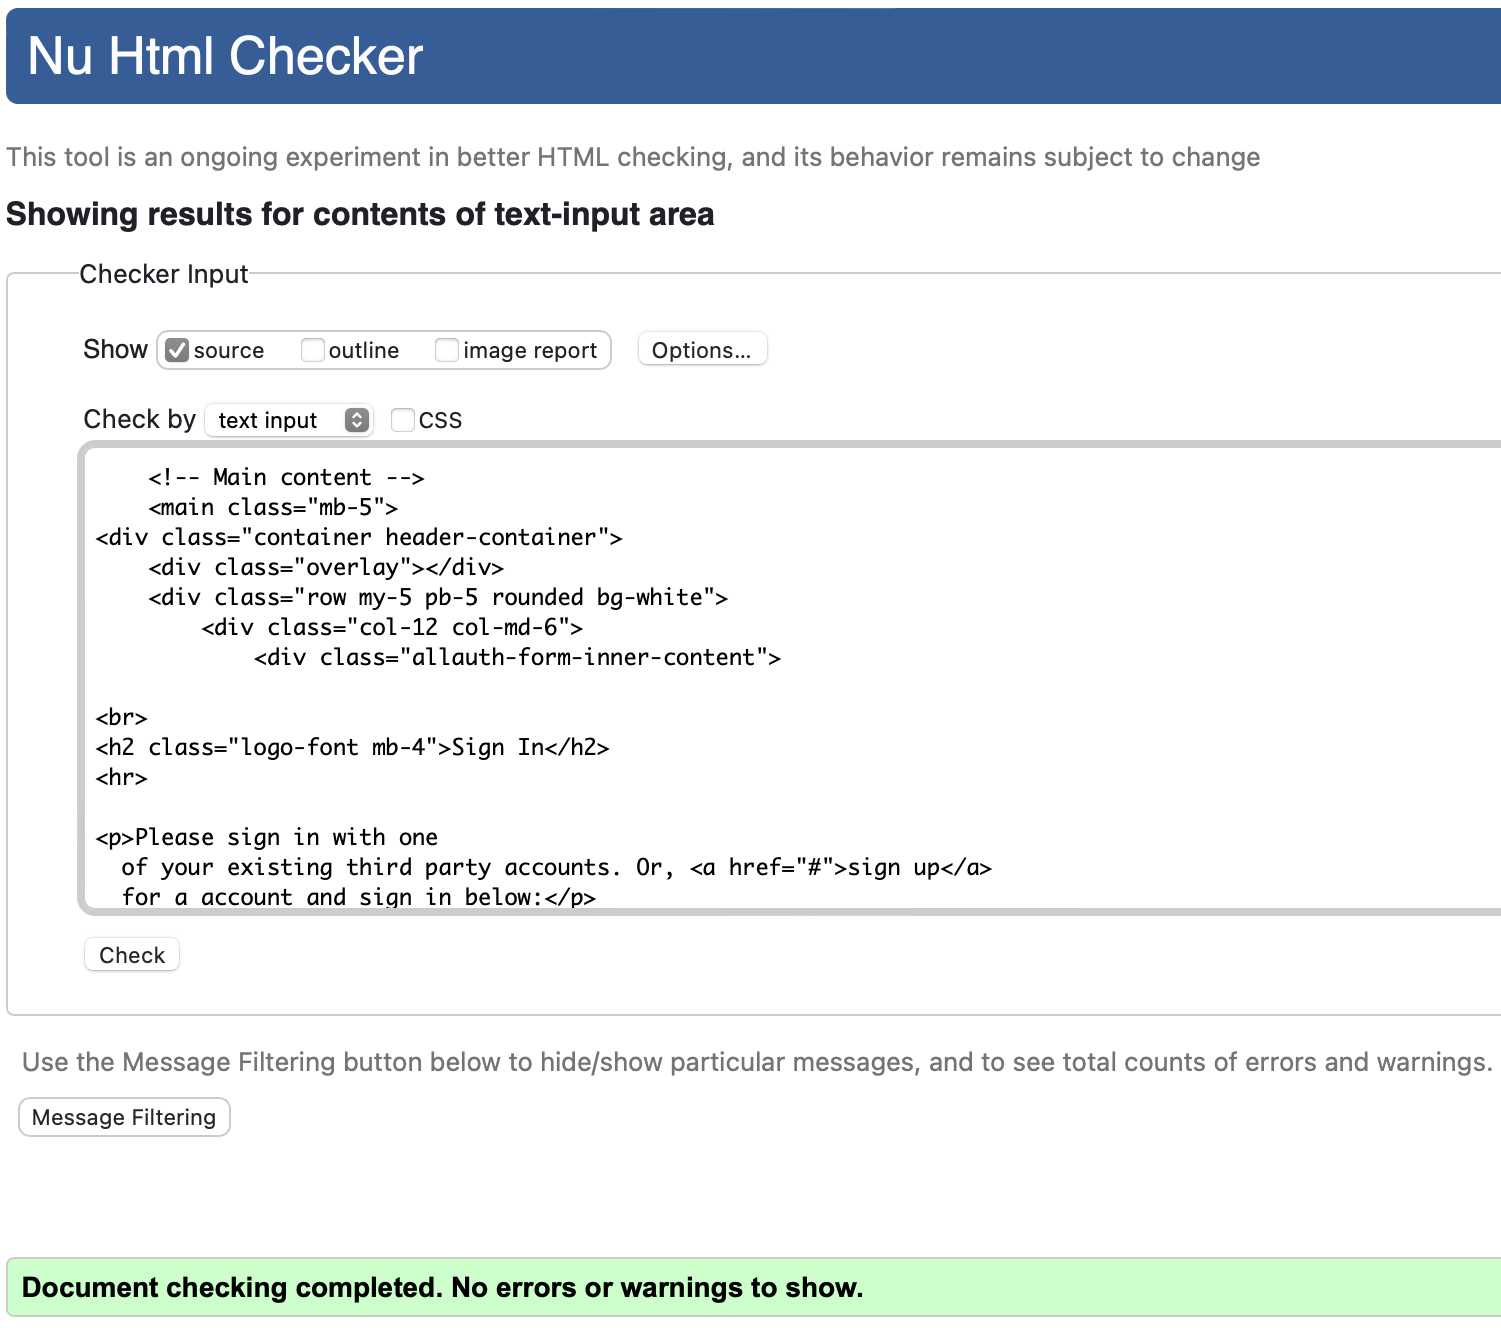 Nu Html Checker
This tool is an ongoing experiment in better HTML checking, and its behavior remains subject to change
Showing results for contents of text-input area
Checker Input
Show source outline image report Options...
Check by text input CSS
<!-- Main content -->
<main class="mb-5">
<div class="container header-container">
<div class="overlay"></div>
<div class="row my-5 pb-5 rounded bg-white">
<div class="col-12 col-md-6">
<div class="allauth-form-inner-content">
<br>
<h2 class="logo-font mb-4">Sign In</h2>
<hr>
<p>Please sign in with one
of your existing third party accounts. Or, <a href="#">sign up</a>
for a account and sign in below:</p>
Check
Use the Message Filtering button below to hide/show particular messages, and to see total counts of errors and warnings.
Message Filtering
Document checking completed. No errors or warnings to show.